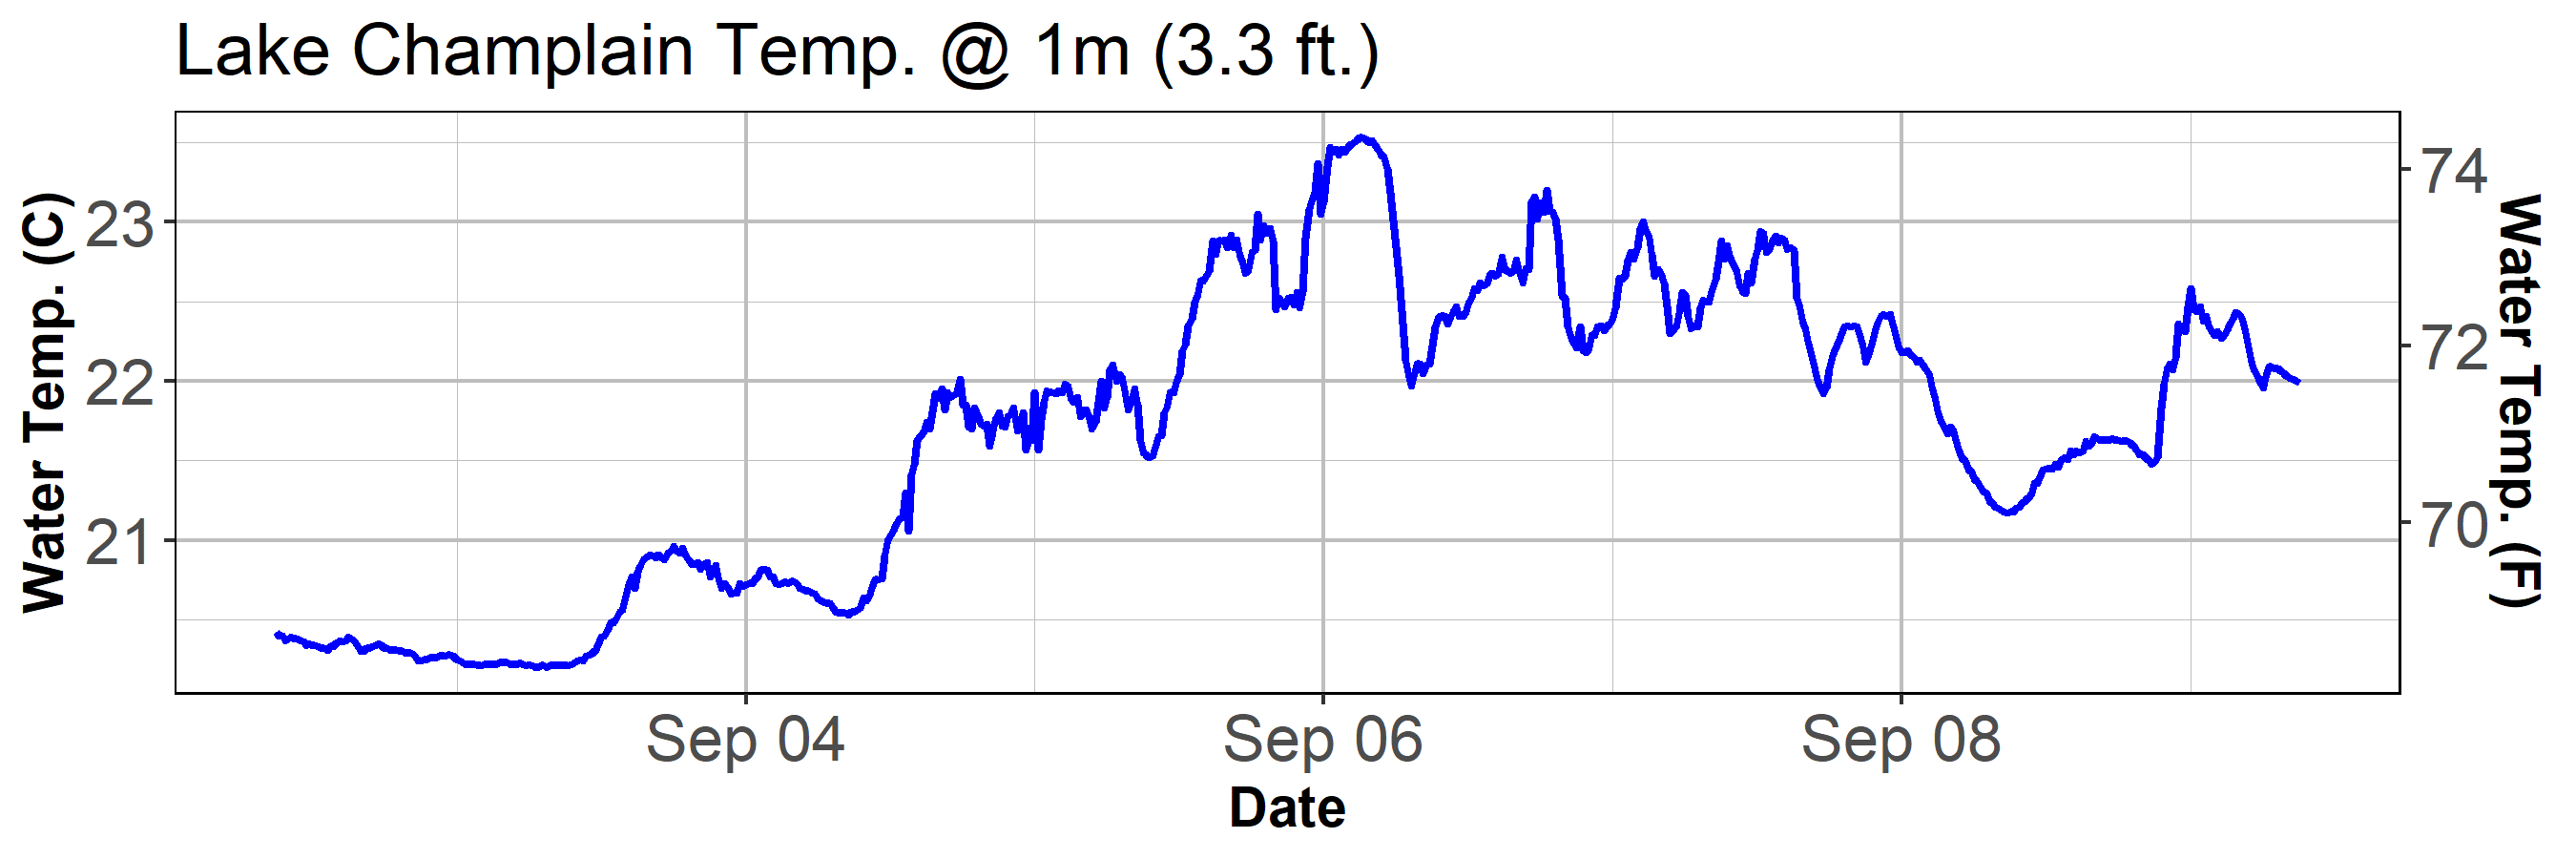 Lake Champlain Temp. @ 1m (3.3 ft.)
Water Temp. (C)
23
22
21
74
72
70
Water Temp. (F)
Sep 04
Sep 06
Sep 08
Date